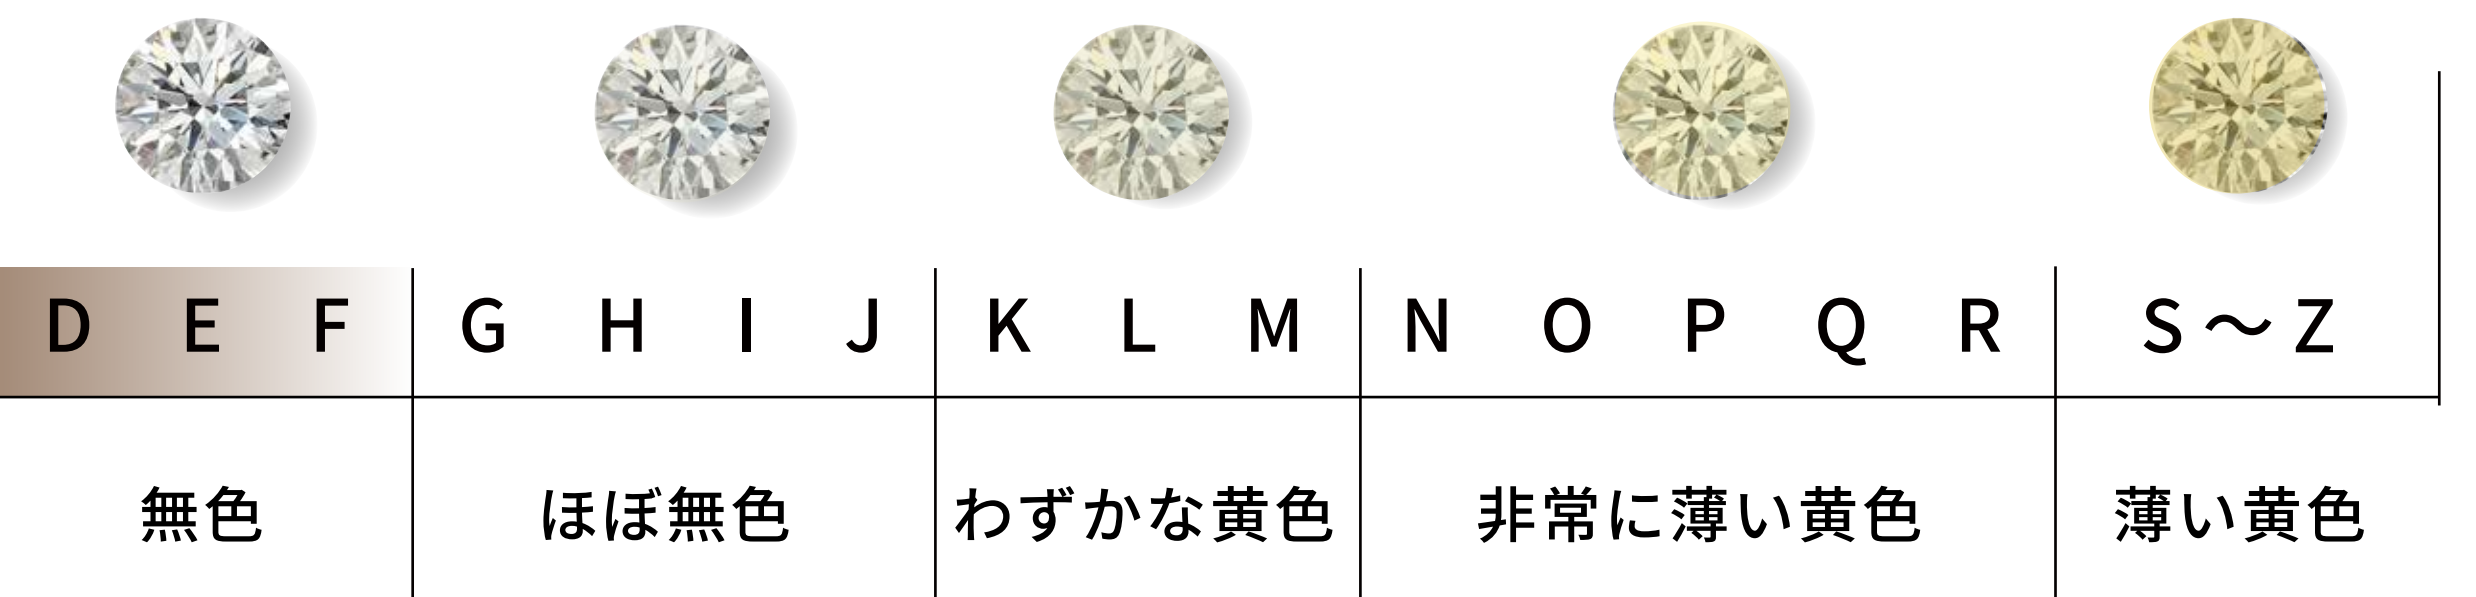 D E F G H I J K L M N O P Q R S〜Z
無色 ほぼ無色 わずかな黄色 非常に薄い黄色 薄い黄色